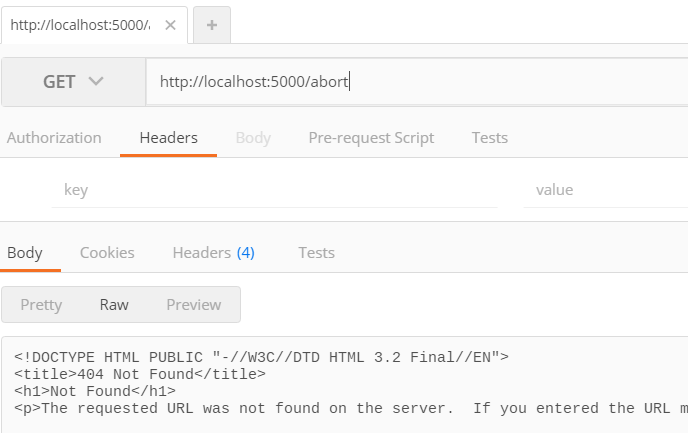 http://localhost:5000/
GET http://localhost:5000/abort
Authorization Headers Body Pre-request Script Tests
key value
Body Cookies Headers (4) Tests
Pretty Raw Preview
<!DOCTYPE HTML PUBLIC "-//W3C//DTD HTML 3.2 Final//EN">
<title>404 Not Found</title>
<h1>Not Found</h1>
<p>The requested URL was not found on the server.  If you entered the URL m